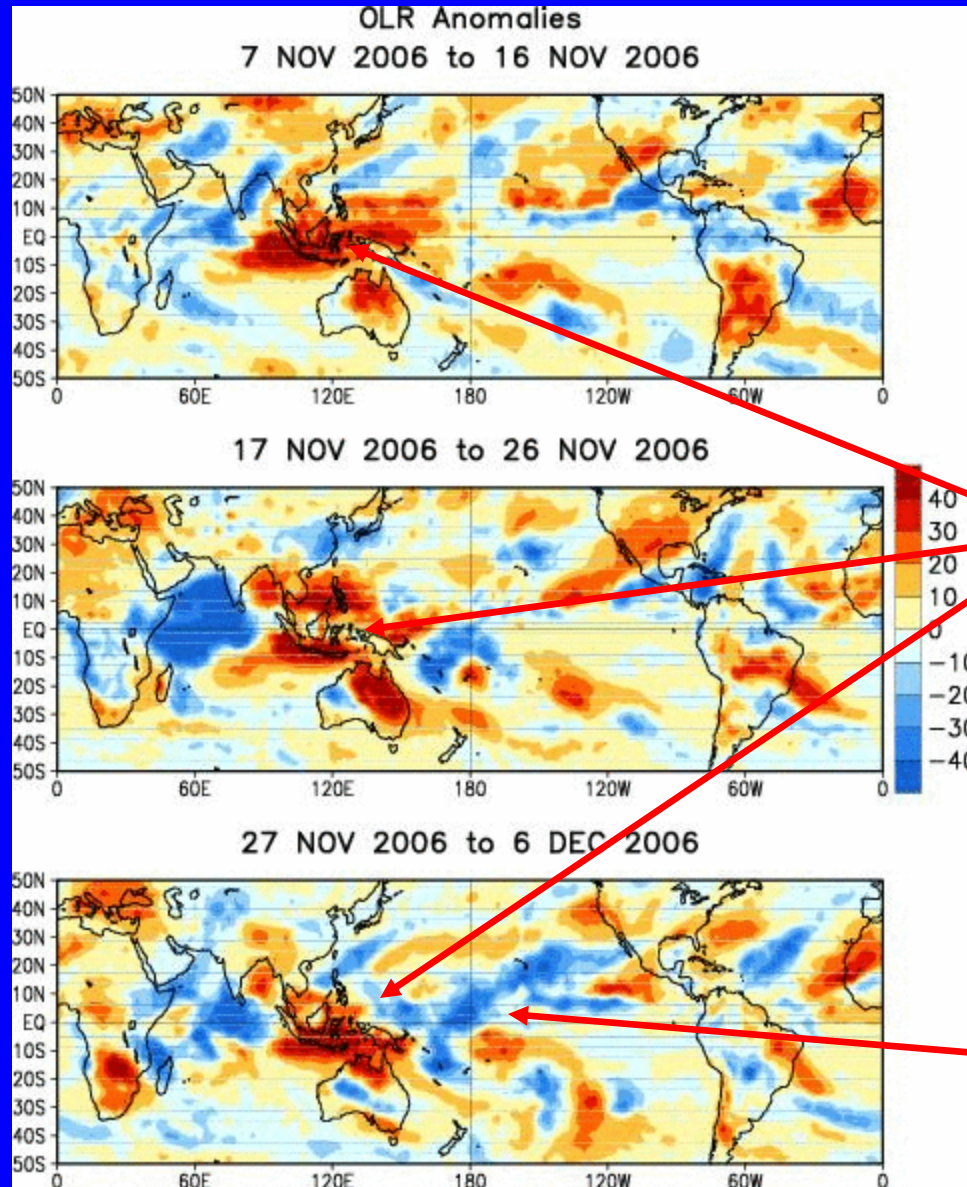 OLR Anomalies
7 NOV 2006 to 16 NOV 2006
50N
40N
30N
20N
10N
EQ
10S
20S
30S
40S
50S
0 60E 120E 180 120W 60W 0
17 NOV 2006 to 26 NOV 2006
50N
40N
30N
20N
10N
EQ
10S
20S
30S
40S
50S
0 60E 120E 180 120W 60W 0
40
30
20
10
0
-10
-20
-30
-40
27 NOV 2006 to 6 DEC 2006
50N
40N
30N
20N
10N
EQ
10S
20S
30S
40S
50S
0 60E 120E 180 120W 60W 0